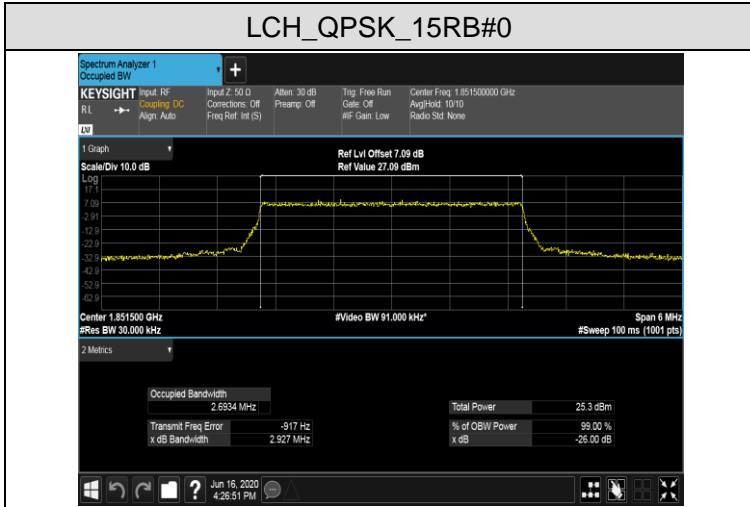 LCH_QPSK_15RB#0
Spectrum Analyzer 1
Occupied BW
+
KEYSIGHT Input: RF Input Z: 50 Ω Atten: 30 dB Trig: Free Run Center Freq: 1.851500000 GHz
R L Coupling: DC Corrections: Off Preamp: Off Gate: Off Avg|Hold: 10/10
Align: Auto Freq Ref: Int (S) #IF Gain: Low Radio Std: None
LXI
1 Graph
Ref Lvl Offset 7.09 dB
Scale/Div 10.0 dB Ref Value 27.09 dBm
Log
17.1
7.09
-2.91
-12.9
-22.9
-32.9
-42.9
-52.9
-62.9
Center 1.851500 GHz #Video BW 91.000 kHz* Span 6 MHz
#Res BW 30.000 kHz #Sweep 100 ms (1001 pts)
2 Metrics
Occupied Bandwidth
2.6934 MHz Total Power 25.3 dBm
Transmit Freq Error -917 Hz % of OBW Power 99.00 %
x dB Bandwidth 2.927 MHz x dB -26.00 dB
? Jun 16, 2020
4:26:51 PM